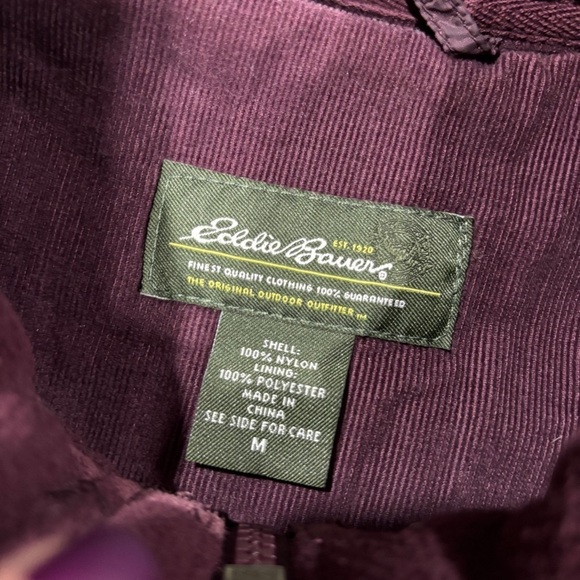 EST. 1920
Eddie Bauer
FINEST QUALITY CLOTHING 100% GUARANTEED
THE ORIGINAL OUTDOOR OUTFITTER ™
SHELL:
100% NYLON
LINING:
100% POLYESTER
MADE IN
CHINA
SEE SIDE FOR CARE
M